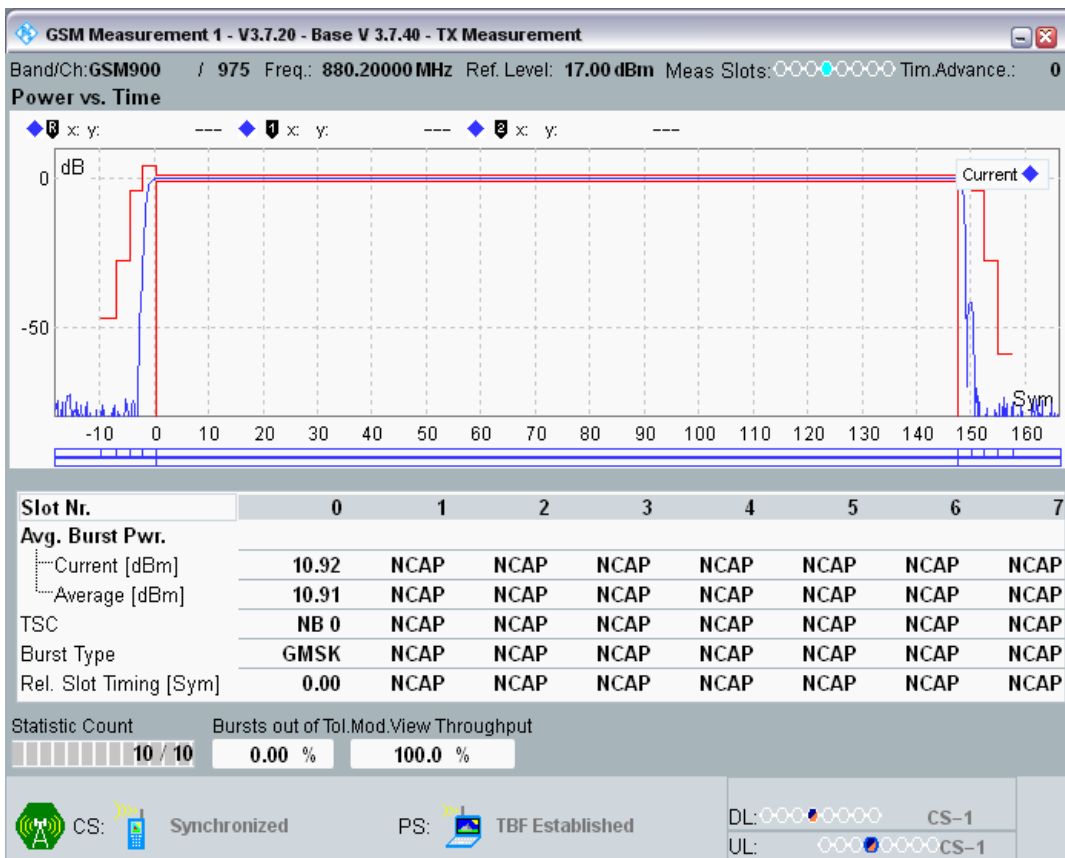 GSM Measurement 1 - V3.7.20 - Base V 3.7.40 - TX Measurement
Band/Ch:GSM900 / 975 Freq.: 880.20000 MHz Ref. Level: 17.00 dBm Meas Slots: Tim.Advance.: 0
Power vs. Time
R x: y: --- 1 x: y: --- 2 x: y: ---
dB
Current
0
-50
Sym
-10 0 10 20 30 40 50 60 70 80 90 100 110 120 130 140 150 160
Slot Nr. 0 1 2 3 4 5 6 7
Avg. Burst Pwr.
Current [dBm] 10.92 NCAP NCAP NCAP NCAP NCAP NCAP NCAP
Average [dBm] 10.91 NCAP NCAP NCAP NCAP NCAP NCAP NCAP
TSC NB 0 NCAP NCAP NCAP NCAP NCAP NCAP NCAP
Burst Type GMSK NCAP NCAP NCAP NCAP NCAP NCAP NCAP
Rel. Slot Timing [Sym] 0.00 NCAP NCAP NCAP NCAP NCAP NCAP NCAP
Statistic Count Bursts out of Tol.Mod.View Throughput
10 / 10 0.00 % 100.0 %
CS: Synchronized PS: TBF Established DL: CS-1
UL: CS-1